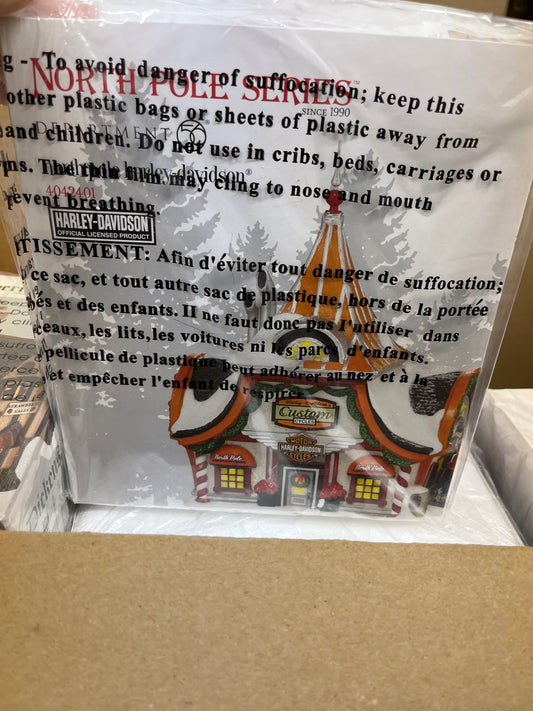 g - To avoid danger of suffocation; keep this
NORTH POLE SERIES™
other plastic bags or sheets of plastic away from
SINCE 1990
DEPARTMENT 56
and children. Do not use in cribs, beds, carriages or
ns. The thin film may cling to nose and mouth
harley-davidson®
4042401
revent breathing.
HARLEY-DAVIDSON
OFFICIAL LICENSED PRODUCT
TISSEMENT: Afin d'éviter tout danger de suffocation;
ce sac, et tout autre sac de plastique, hors de la portée
és et des enfants. Il ne faut donc pas l'utiliser dans
ceaux, les lits, les voitures ni les parcs d'enfants.
pellicule de plastique peut adhérer au nez et à la
et empêcher l'enfant de respirer.
Custom
CYCLES
MOTOR
HARLEY-DAVIDSON
CYCLES
North Pole
North Pole